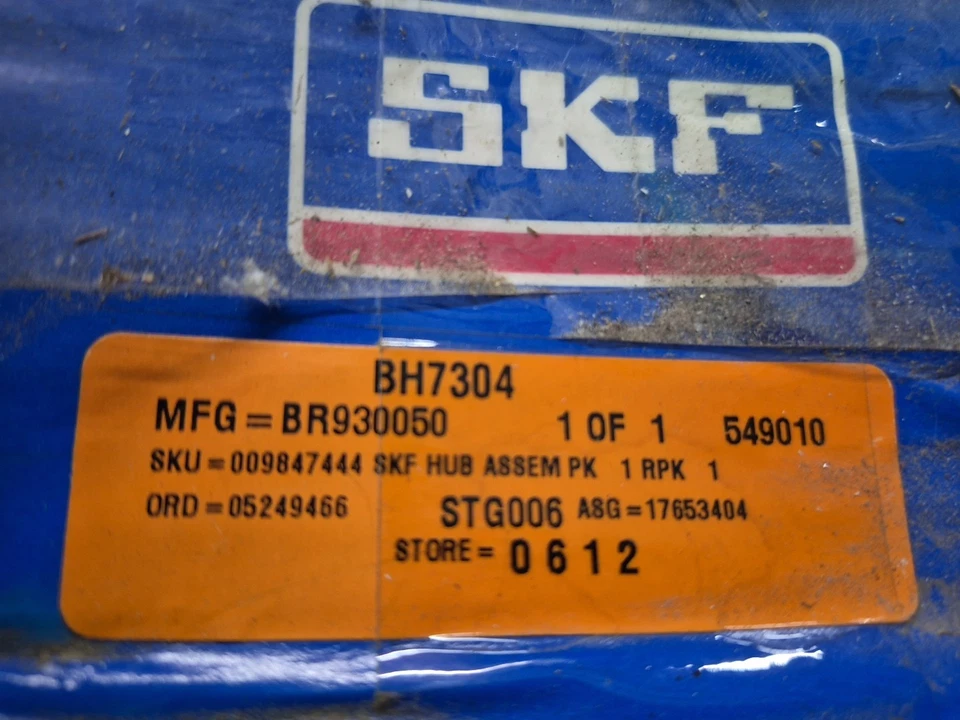 SKF
BH7304
MFG = BR930050 1 OF 1 549010
SKU = 009847444 SKF HUB ASSEM PK 1 RPK 1
ORD = 05249466 STG006 ASG = 17653404
STORE = 0612